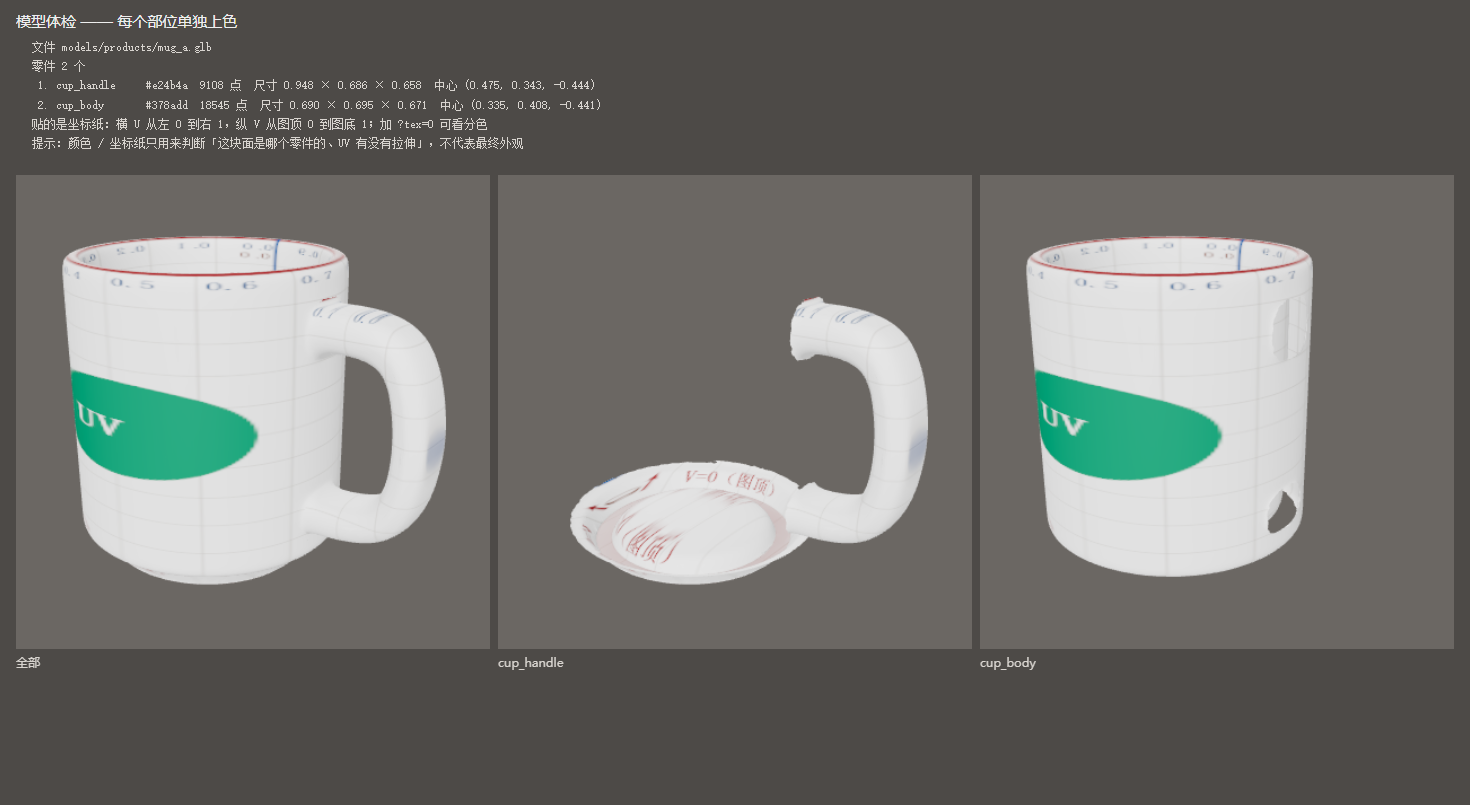 模型体检 —— 每个部位单独上色
文件 models/products/mug_a.glb
零件 2 个
1. cup_handle #e24b4a 9108 点 尺寸 0.948 × 0.686 × 0.658 中心 (0.475, 0.343, -0.444)
2. cup_body #378add 18545 点 尺寸 0.690 × 0.695 × 0.671 中心 (0.335, 0.408, -0.441)
贴的是坐标纸: 横 U 从左 0 到右 1, 纵 V 从图顶 0 到图底 1; 加 ?tex=0 可看分色
提示: 颜色 / 坐标纸只用来判断「这块面是哪个零件的、UV 有没有拉伸」, 不代表最终外观
0.5 0.6 0.7
UV
V=0 (图顶)
(图顶)
0.5 0.6 0.7
UV
全部
cup_handle
cup_body